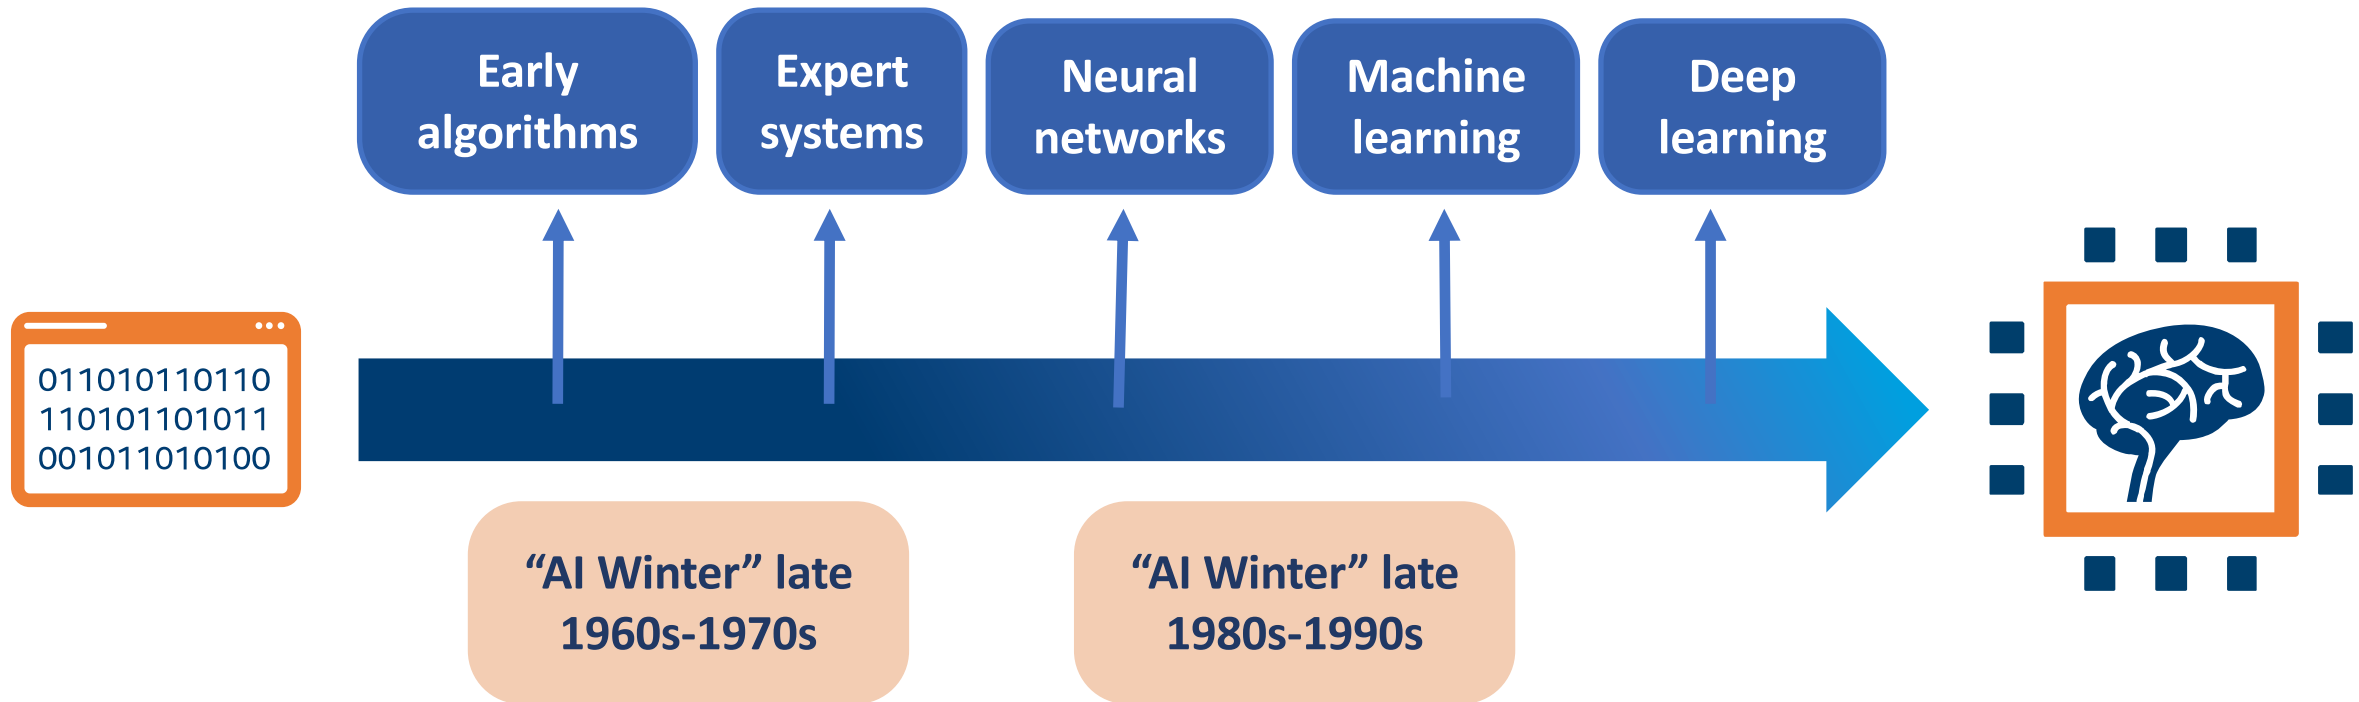 Early
algorithms
Expert
systems
Neural
networks
Machine
learning
Deep
learning
011010110110
110101101011
001011010100
“AI Winter” late
1960s-1970s
“AI Winter” late
1980s-1990s